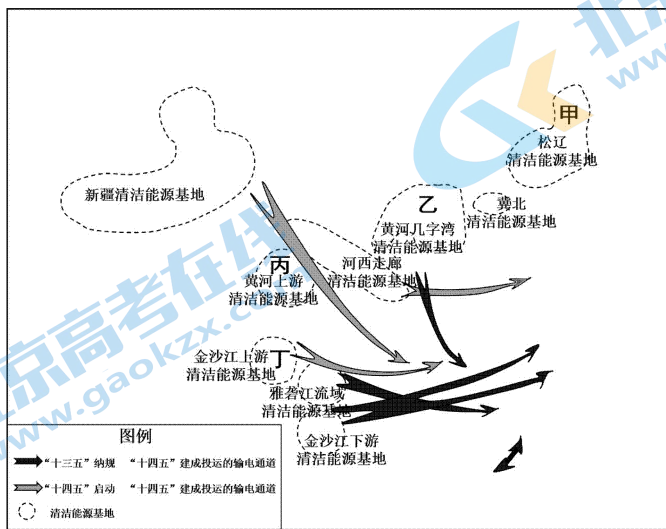 甲
松辽
清洁能源基地
新疆清洁能源基地
乙
冀北
清洁能源基地
黄河几字湾
清洁能源基地
丙
河西走廊
清洁能源基地
黄河上游
清洁能源基地
丁
金沙江上游
清洁能源基地
雅砻江流域
清洁能源基地
金沙江下游
清洁能源基地
图例
“十三五”纳规 “十四五”建成投运的输电通道
“十四五”启动 “十四五”建成投运的输电通道
清洁能源基地
京高考在线
www.gaokzx.com
北京
www